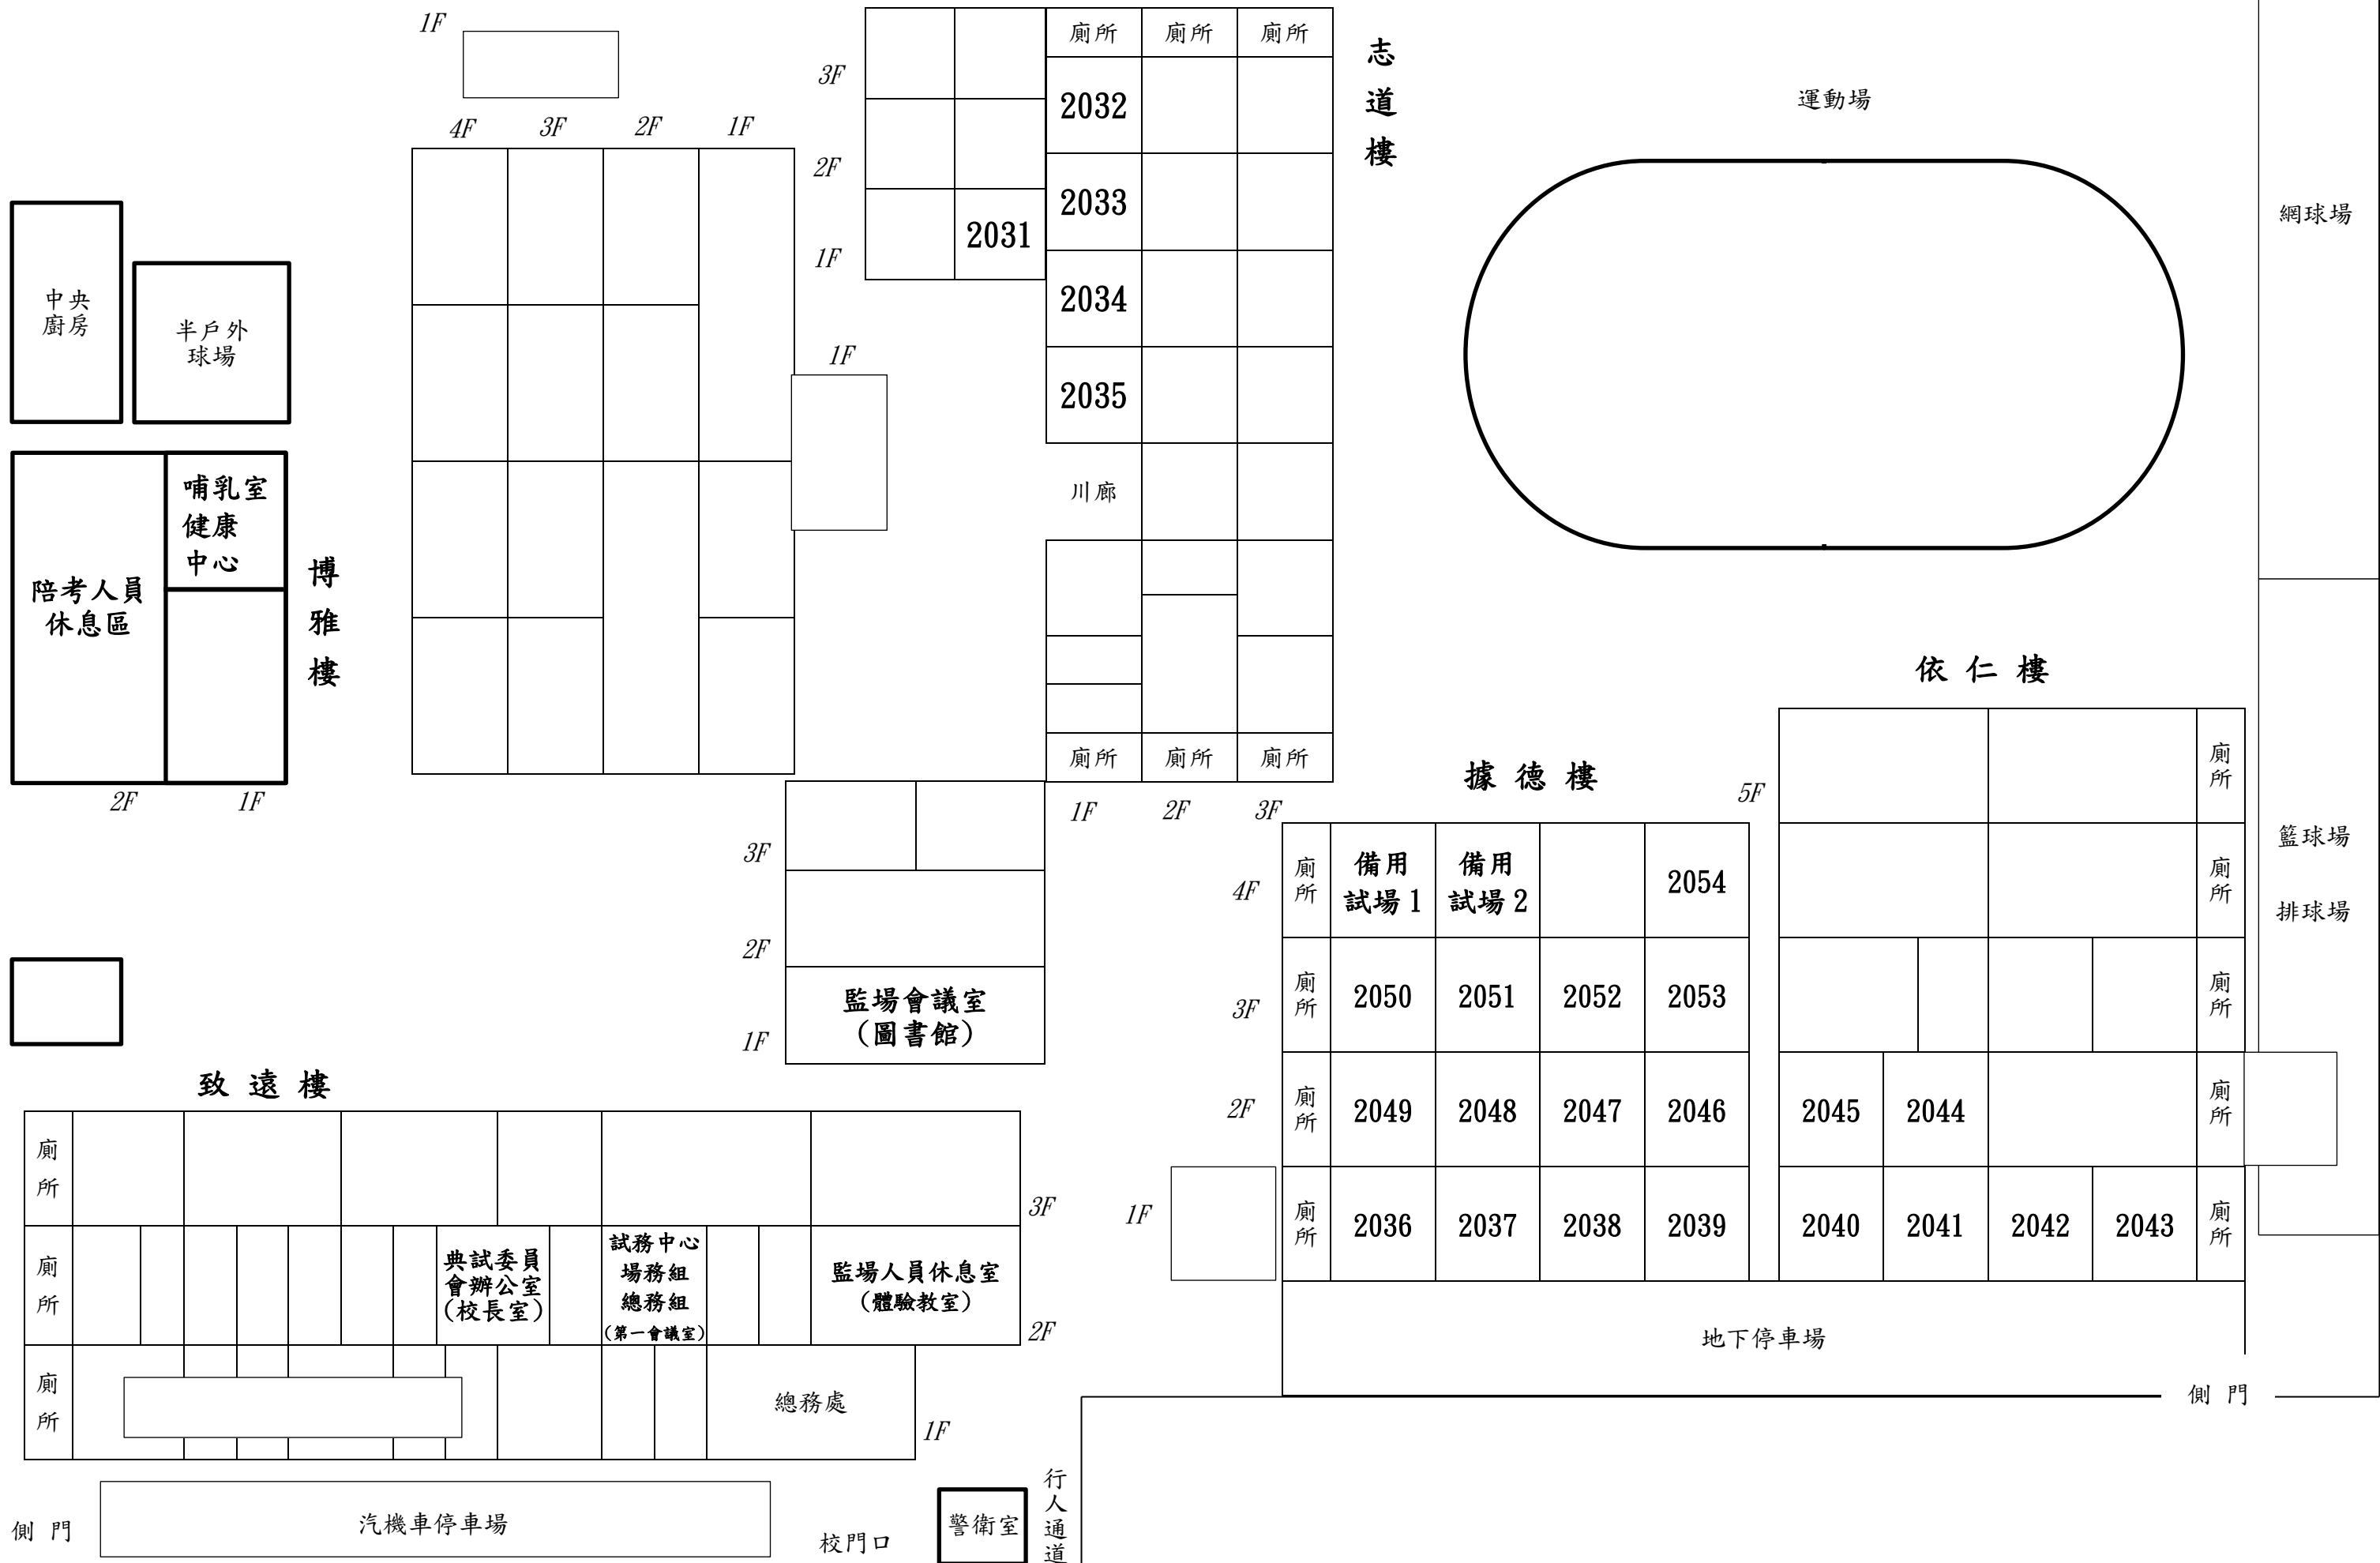 1F
4F 3F 2F 1F
3F
2F
1F
2031
1F
廁所 廁所 廁所
2032
2033
2034
2035
川廊
廁所 廁所 廁所
1F 2F 3F
志道樓
運動場
網球場
籃球場
排球場
中央
廚房
半戶外
球場
哺乳室
健康
中心
陪考人員
休息區
2F 1F
博雅樓
3F
2F
1F
監場會議室
(圖書館)
據德樓
4F
廁所 備用試場1 備用試場2 2054
3F
廁所 2050 2051 2052 2053
2F
廁所 2049 2048 2047 2046
1F
廁所 2036 2037 2038 2039
依仁樓
5F
廁所
廁所
廁所
2045 2044 廁所
2040 2041 2042 2043 廁所
地下停車場
側門
致遠樓
廁所
3F
廁所
典試委員
會辦公室
(校長室)
試務中心
場務組
總務組
(第一會議室)
監場人員休息室
(體驗教室)
2F
廁所
總務處
1F
側門
汽機車停車場
校門口
警衛室
行人通道